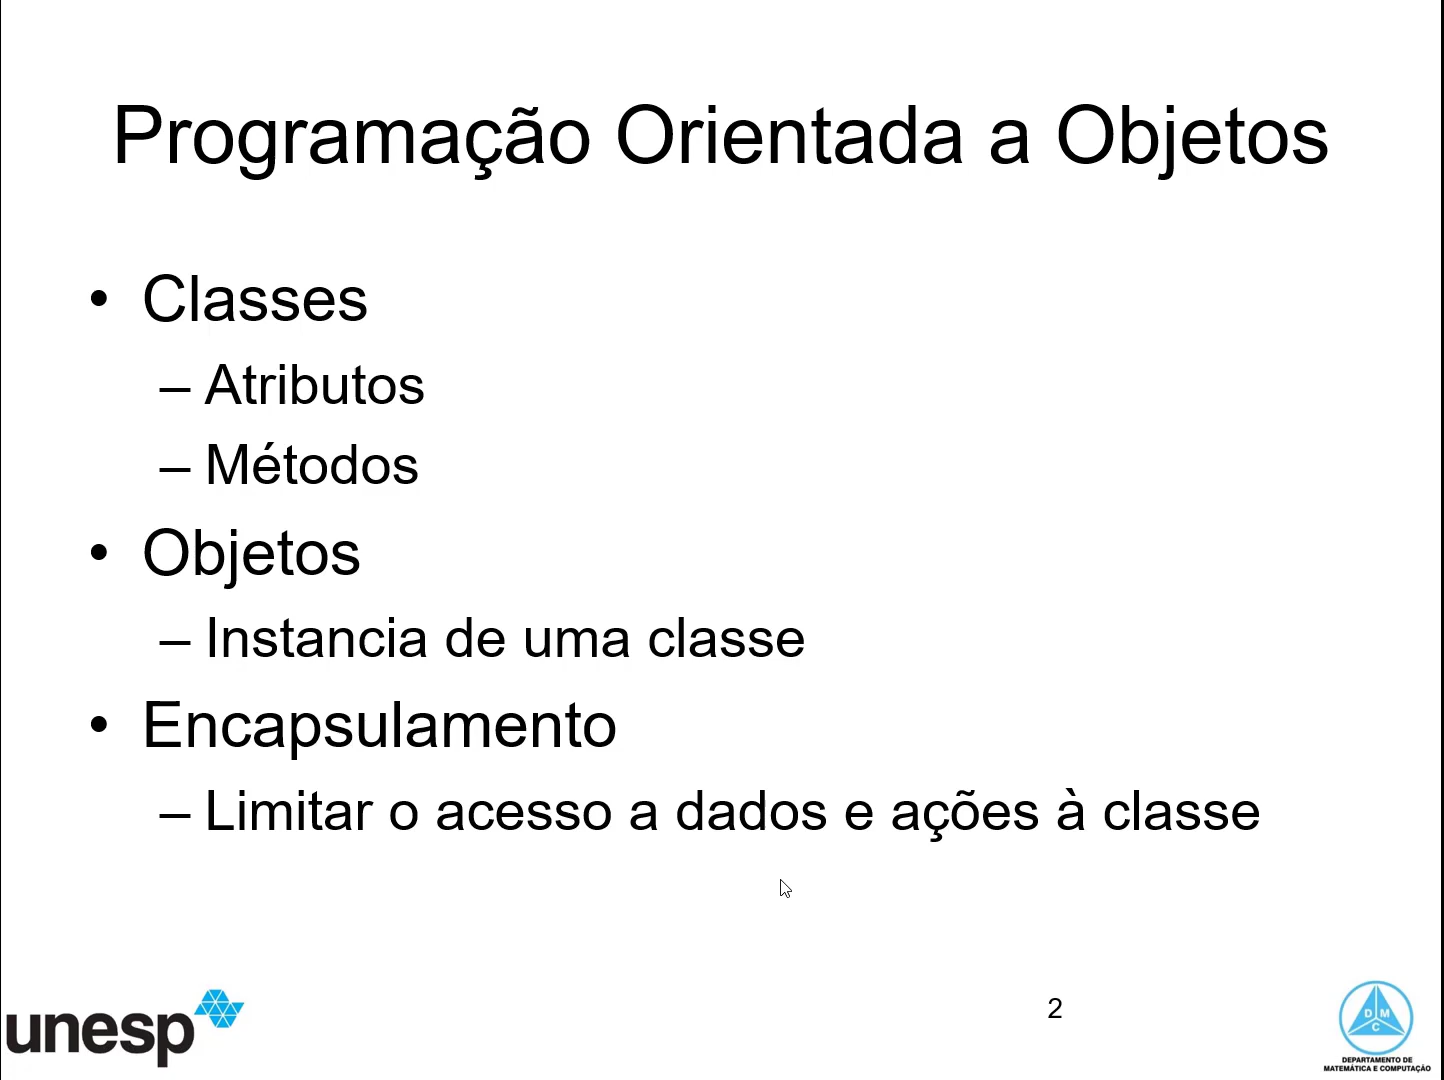 Programação Orientada a Objetos
• Classes
– Atributos
– Métodos
• Objetos
– Instancia de uma classe
• Encapsulamento
– Limitar o acesso a dados e ações à classe
unesp
2
D M
C
DEPARTAMENTO DE
MATEMÁTICA E COMPUTAÇÃO